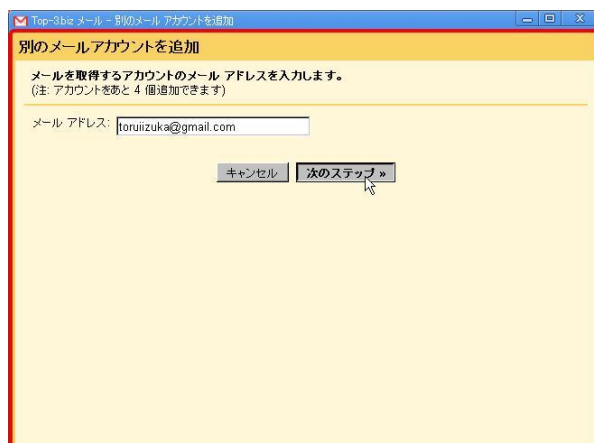 Top-3.biz メール - 別のメール アカウントを追加
別のメールアカウントを追加
メールを取得するアカウントのメール アドレスを入力します。
(注: アカウントをあと 4 個追加できます)
メール アドレス: toruiizuka@gmail.com
キャンセル 次のステップ »